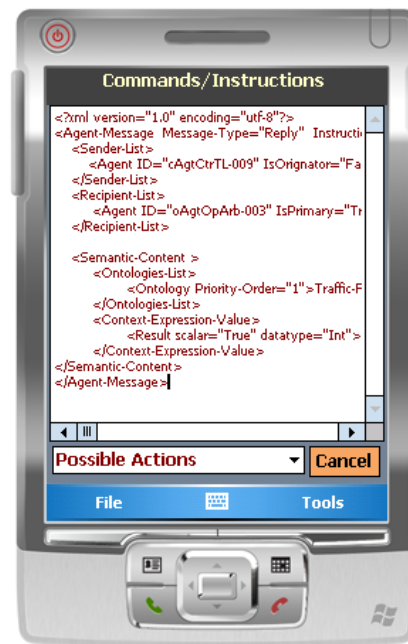 Commands/Instructions
<?xml version="1.0" encoding="utf-8"?>
<Agent-Message Message-Type="Reply" Instructi
<Sender-List>
<Agent ID="cAgtCtrTL-009" IsOrignator="Fa
</Sender-List>
<Recipient-List>
<Agent ID="oAgtOpArb-003" IsPrimary="Tr
</Recipient-List>
<Semantic-Content >
<Ontologies-List>
<Ontology Priority-Order="1">Traffic-F
</Ontologies-List>
<Context-Expression-Value>
<Result scalar="True" datatype="Int">
</Context-Expression-Value>
</Semantic-Content>
</Agent-Message>
Possible Actions
Cancel
File
Tools